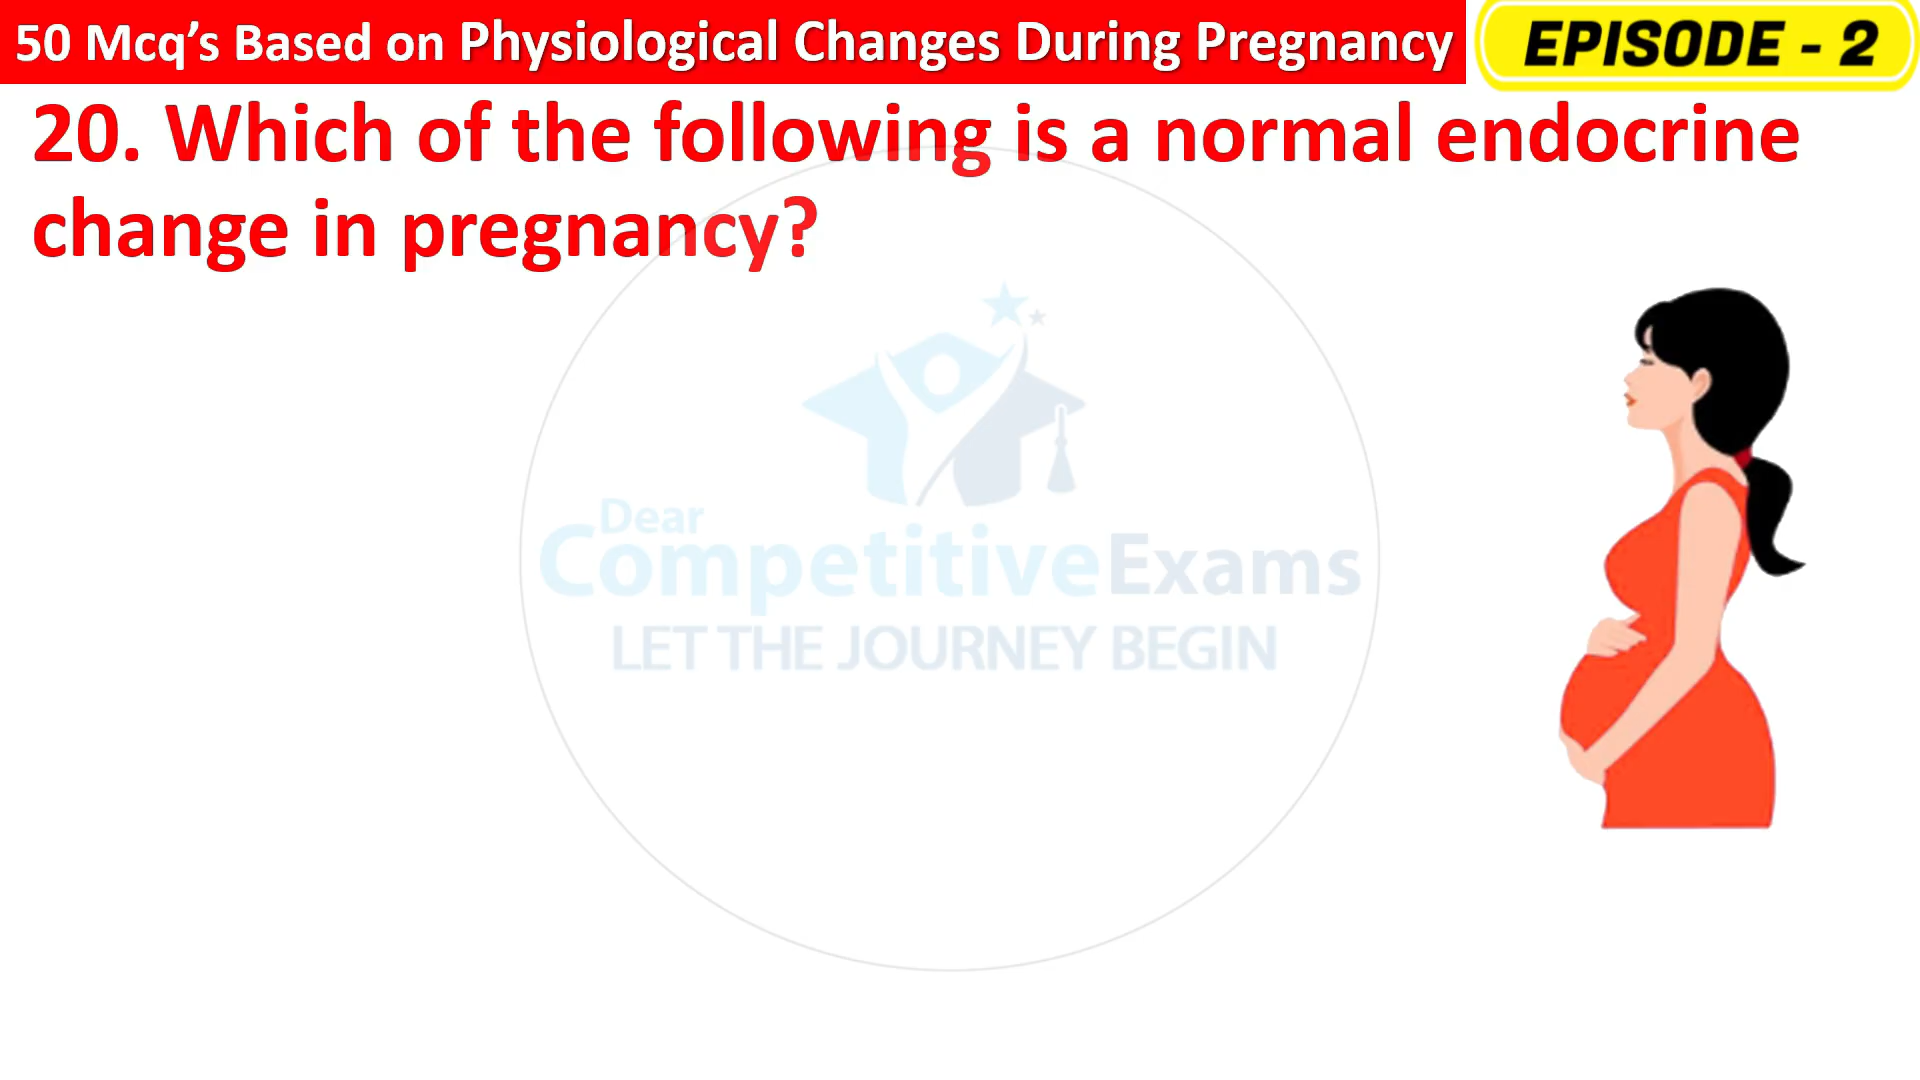 50 Mcq's Based on Physiological Changes During Pregnancy
EPISODE - 2
20. Which of the following is a normal endocrine
change in pregnancy?
Dear
CompetitiveExams
LET THE JOURNEY BEGIN